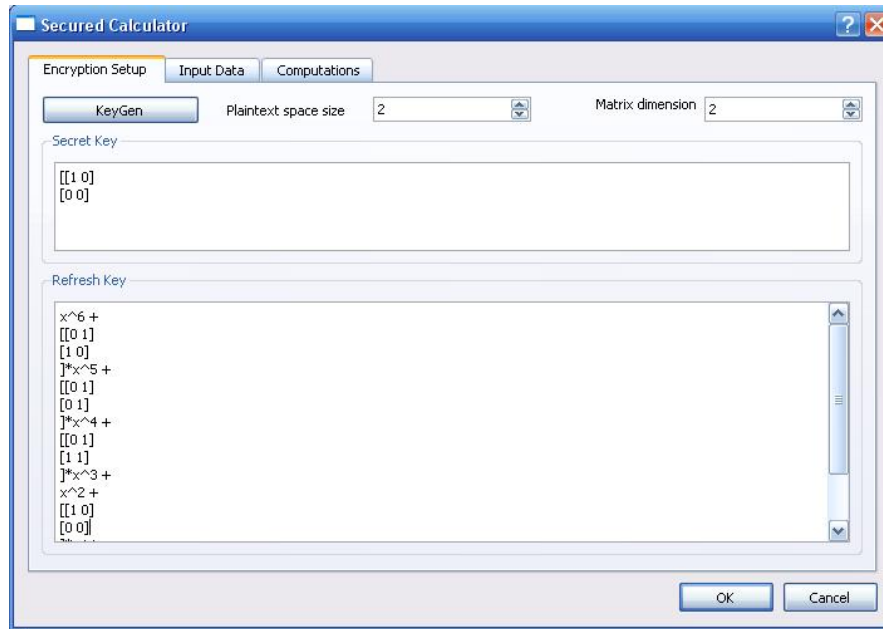 Secured Calculator
Encryption Setup Input Data Computations
KeyGen Plaintext space size 2 Matrix dimension 2
Secret Key
[[1 0]
[0 0]
Refresh Key
x^6 +
[[0 1]
[1 0]
]*x^5 +
[[0 1]
[0 1]
]*x^4 +
[[0 1]
[1 1]
]*x^3 +
x^2 +
[[1 0]
[0 0]
OK Cancel